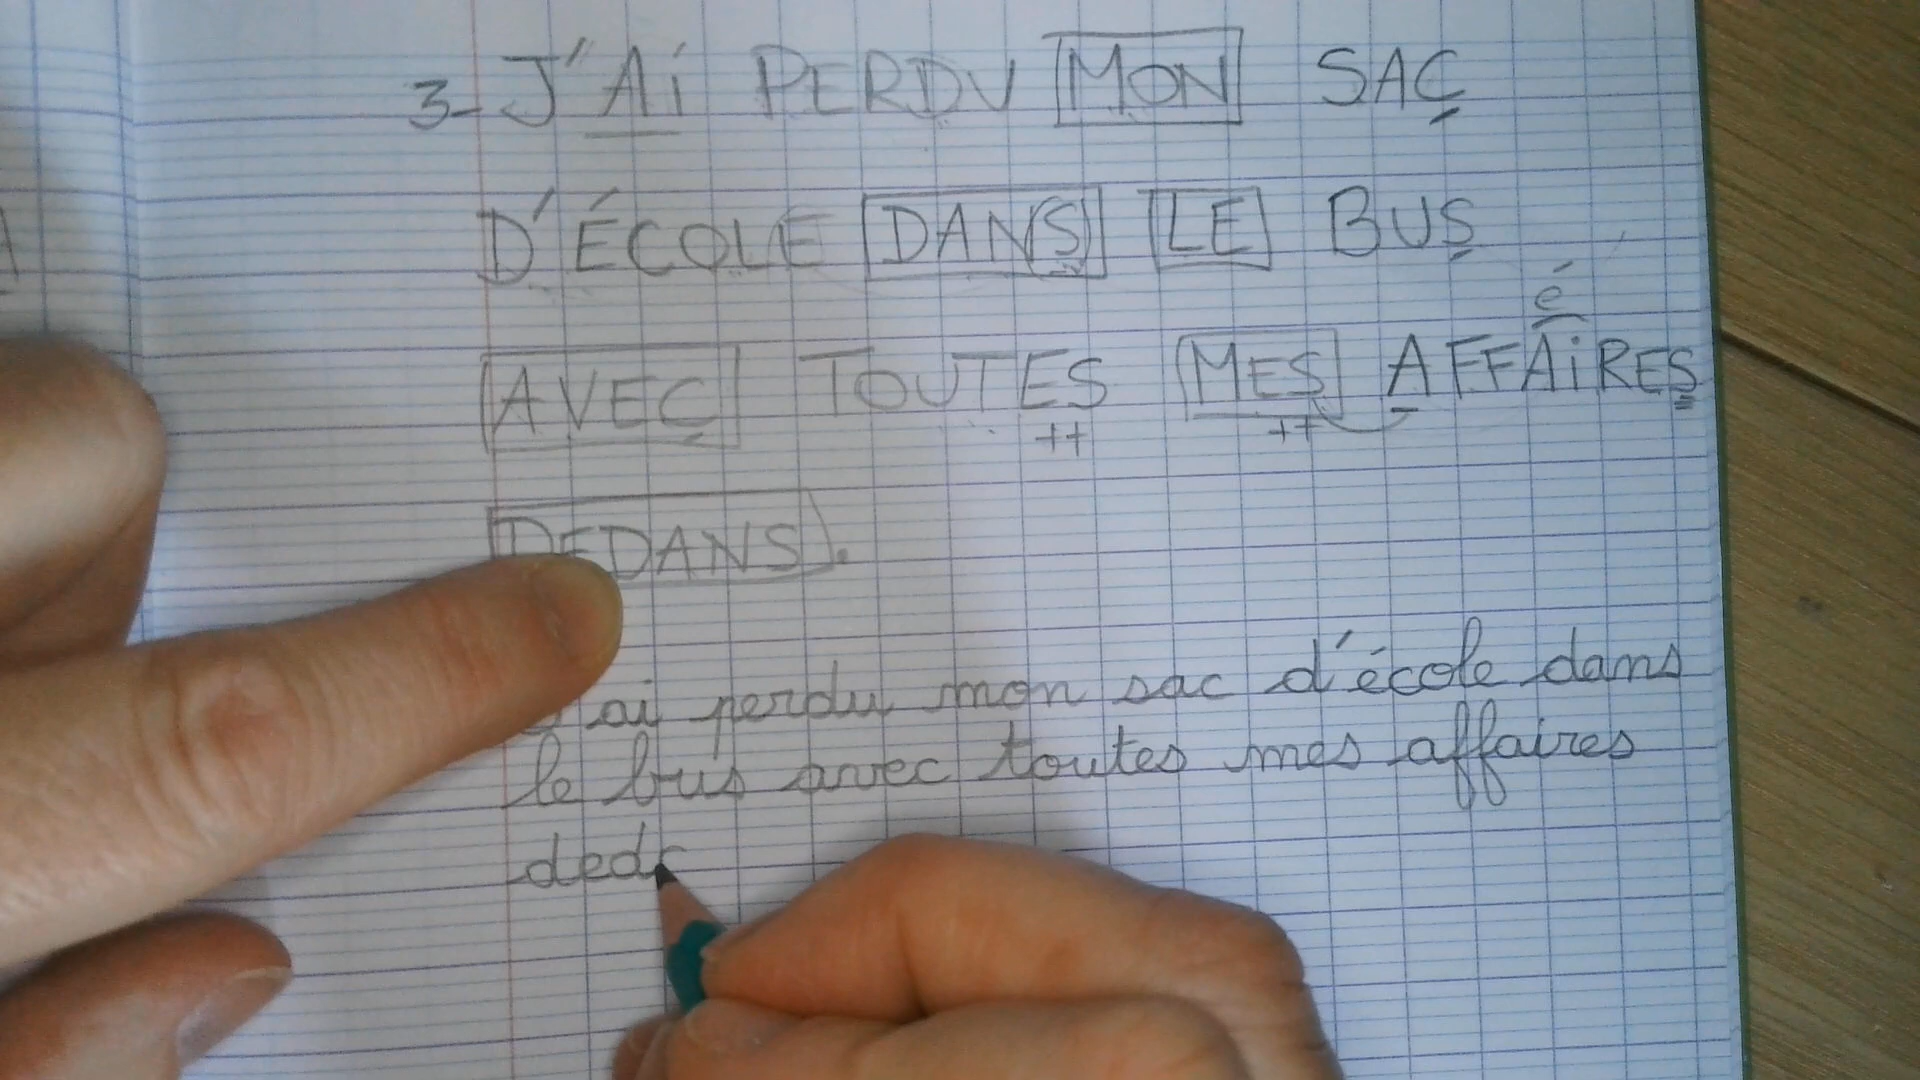 3- J'Ai PERDU MON SAC
D'ÉCOLE DANS LE BUS
é
AVEC TOUTES MES AFFAiRES
++ ++
DEDANS.
J'ai perdu mon sac d'école dans
le bus avec toutes mes affaires
ded